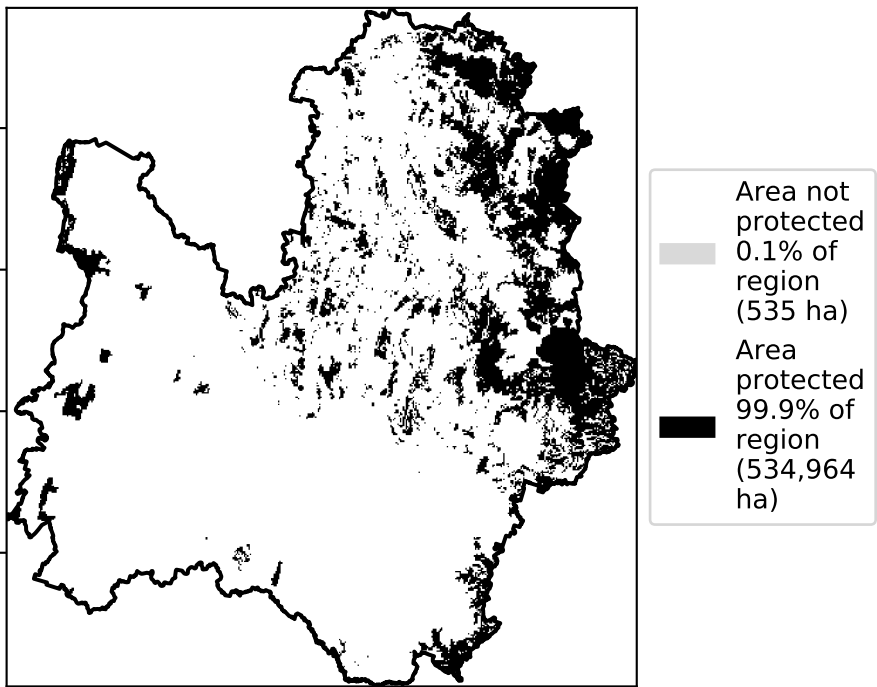 Area not
protected
0.1% of
region
(535 ha)
Area
protected
99.9% of
region
(534,964
ha)